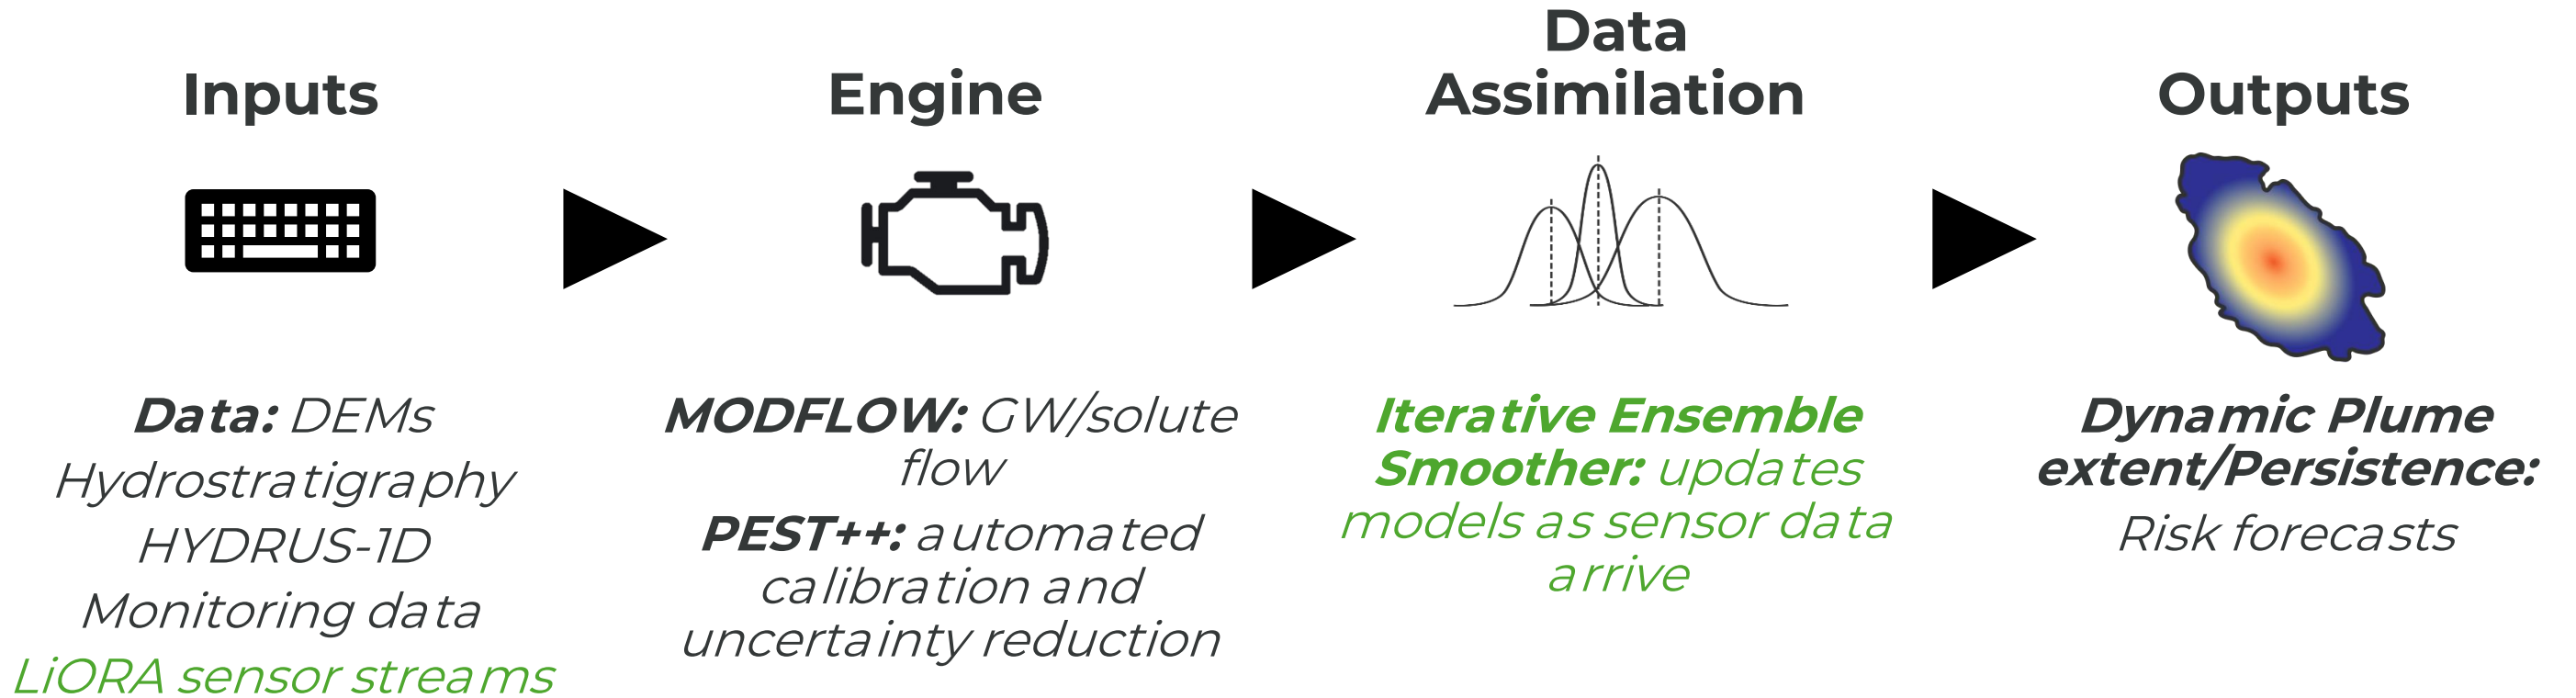 Inputs
Data: DEMs
Hydrostratigraphy
HYDRUS-1D
Monitoring data
LiORA sensor streams
Engine
MODFLOW: GW/solute
flow
PEST++: automated
calibration and
uncertainty reduction
Data
Assimilation
Iterative Ensemble
Smoother: updates
models as sensor data
arrive
Outputs
Dynamic Plume
extent/Persistence:
Risk forecasts